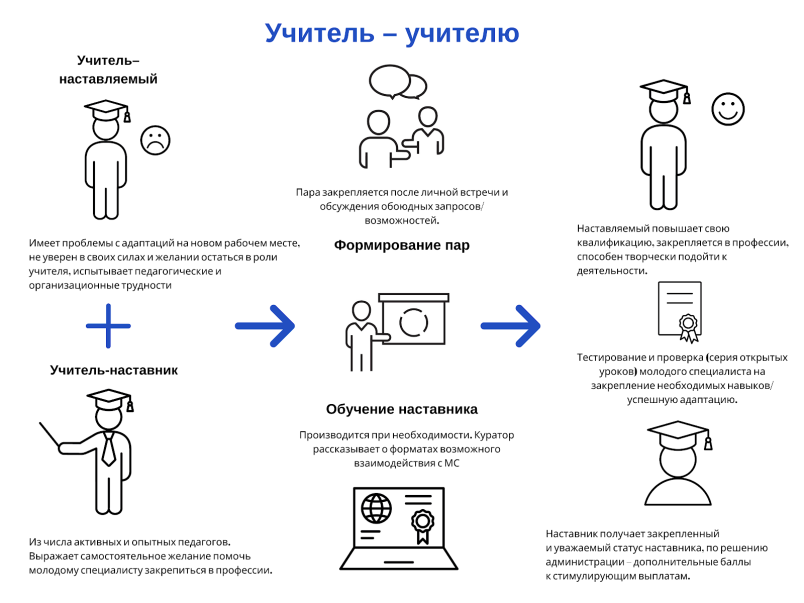 Учитель – учителю
Учитель–
наставляемый
Имеет проблемы с адаптаций на новом рабочем месте,
не уверен в своих силах и желании остаться в роли
учителя, испытывает педагогические и
организационные трудности
Учитель-наставник
Из числа активных и опытных педагогов.
Выражает самостоятельное желание помочь
молодому специалисту закрепиться в профессии.
Пара закрепляется после личной встречи и
обсуждения обоюдных запросов/
возможностей.
Формирование пар
Обучение наставника
Производится при необходимости. Куратор
рассказывает о форматах возможного
взаимодействия с МС
Наставляемый повышает свою
квалификацию, закрепляется в профессии,
способен творчески подойти к
деятельности.
Тестирование и проверка (серия открытых
уроков) молодого специалиста на
закрепление необходимых навыков/
успешную адаптацию.
Наставник получает закрепленный
и уважаемый статус наставника, по решению
администрации – дополнительные баллы
к стимулирующим выплатам.